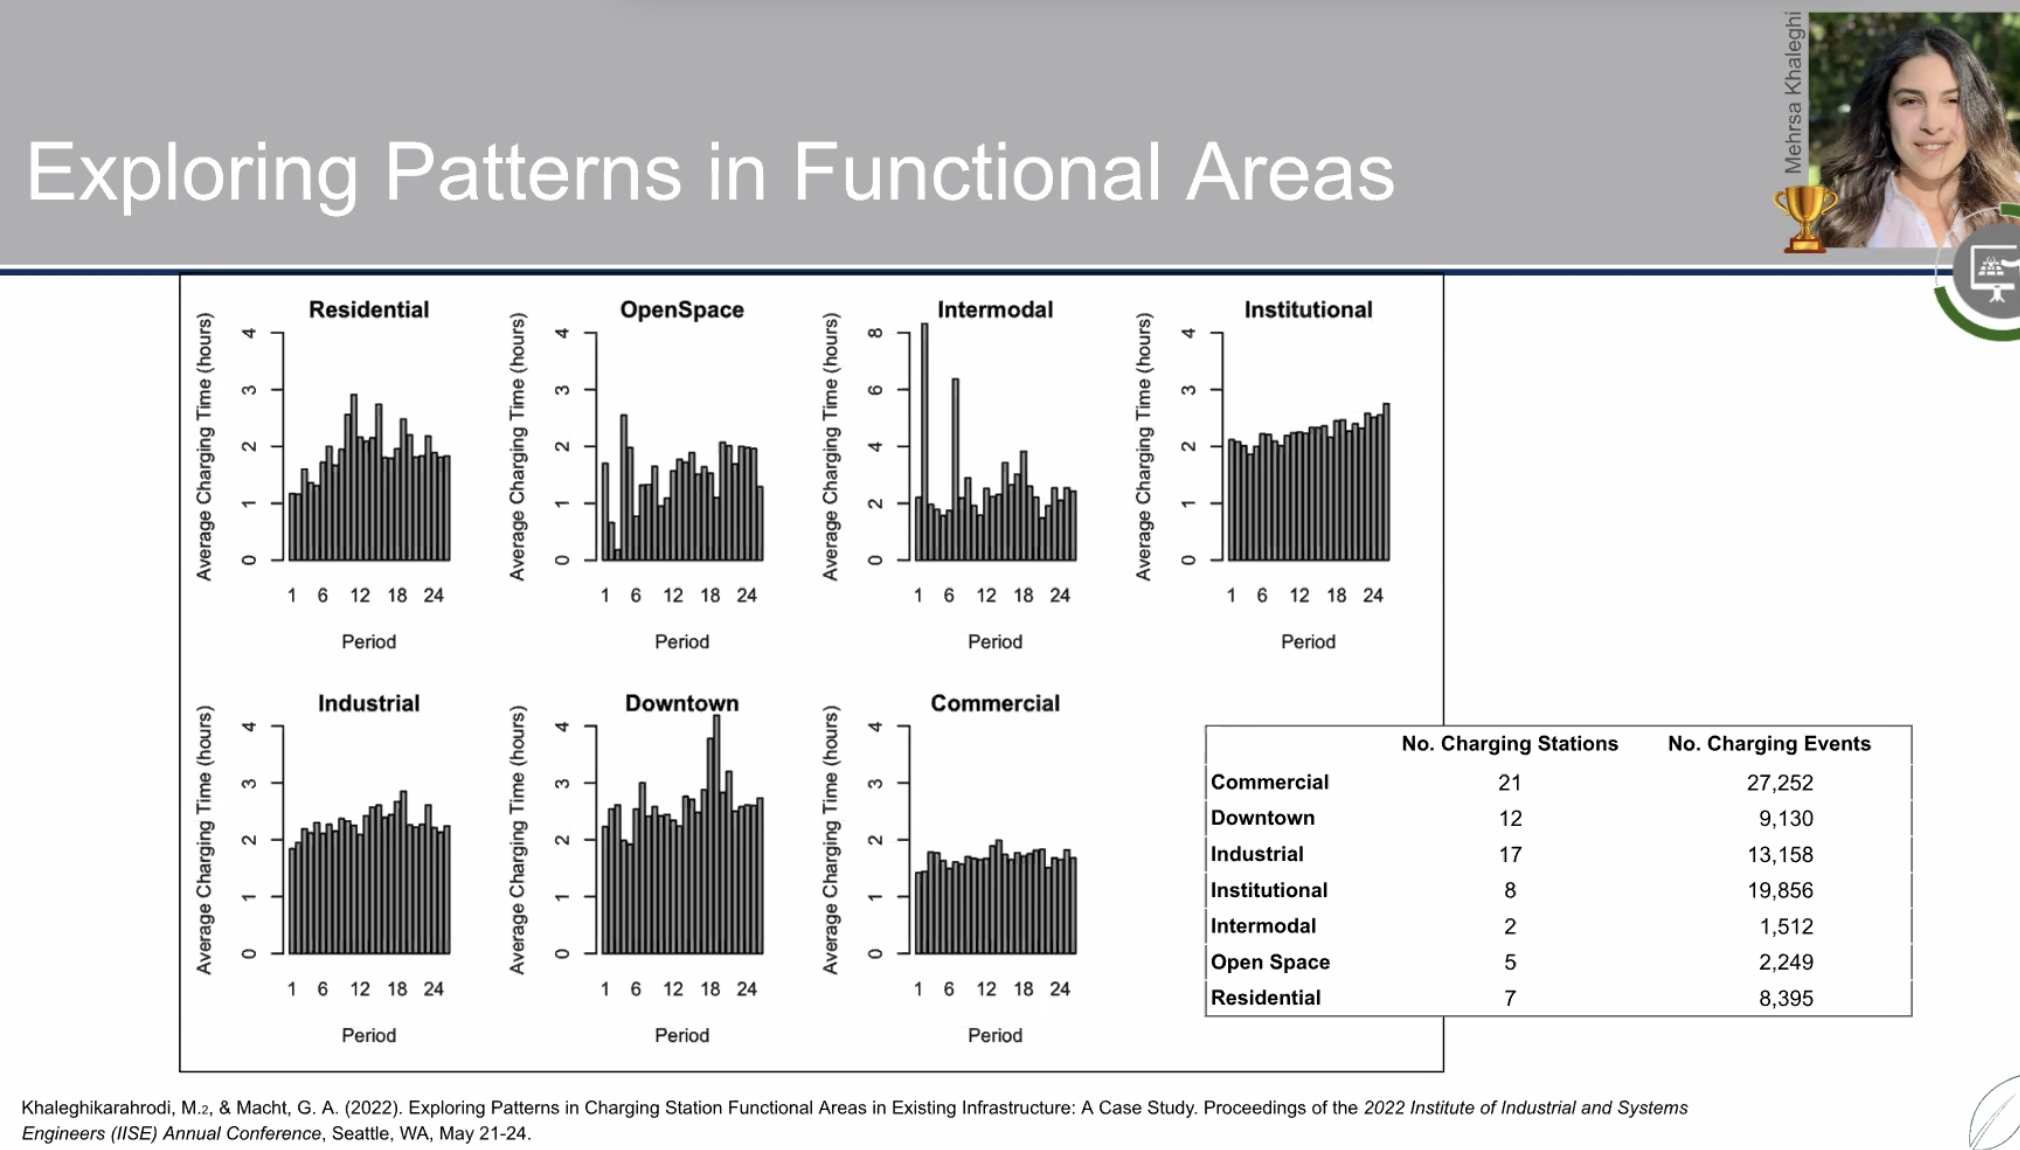 Mehrsa Khaleghi
Exploring Patterns in Functional Areas
Residential
Average Charging Time (hours)
4
3
2
1
0
1 6 12 18 24
Period
OpenSpace
Average Charging Time (hours)
4
3
2
1
0
1 6 12 18 24
Period
Intermodal
Average Charging Time (hours)
8
6
4
2
0
1 6 12 18 24
Period
Institutional
Average Charging Time (hours)
4
3
2
1
0
1 6 12 18 24
Period
Industrial
Average Charging Time (hours)
4
3
2
1
0
1 6 12 18 24
Period
Downtown
Average Charging Time (hours)
4
3
2
1
0
1 6 12 18 24
Period
Commercial
Average Charging Time (hours)
4
3
2
1
0
1 6 12 18 24
Period
No. Charging Stations No. Charging Events
Commercial 21 27,252
Downtown 12 9,130
Industrial 17 13,158
Institutional 8 19,856
Intermodal 2 1,512
Open Space 5 2,249
Residential 7 8,395
Khaleghikarahrodi, M.2, & Macht, G. A. (2022). Exploring Patterns in Charging Station Functional Areas in Existing Infrastructure: A Case Study. Proceedings of the 2022 Institute of Industrial and Systems
Engineers (IISE) Annual Conference, Seattle, WA, May 21-24.